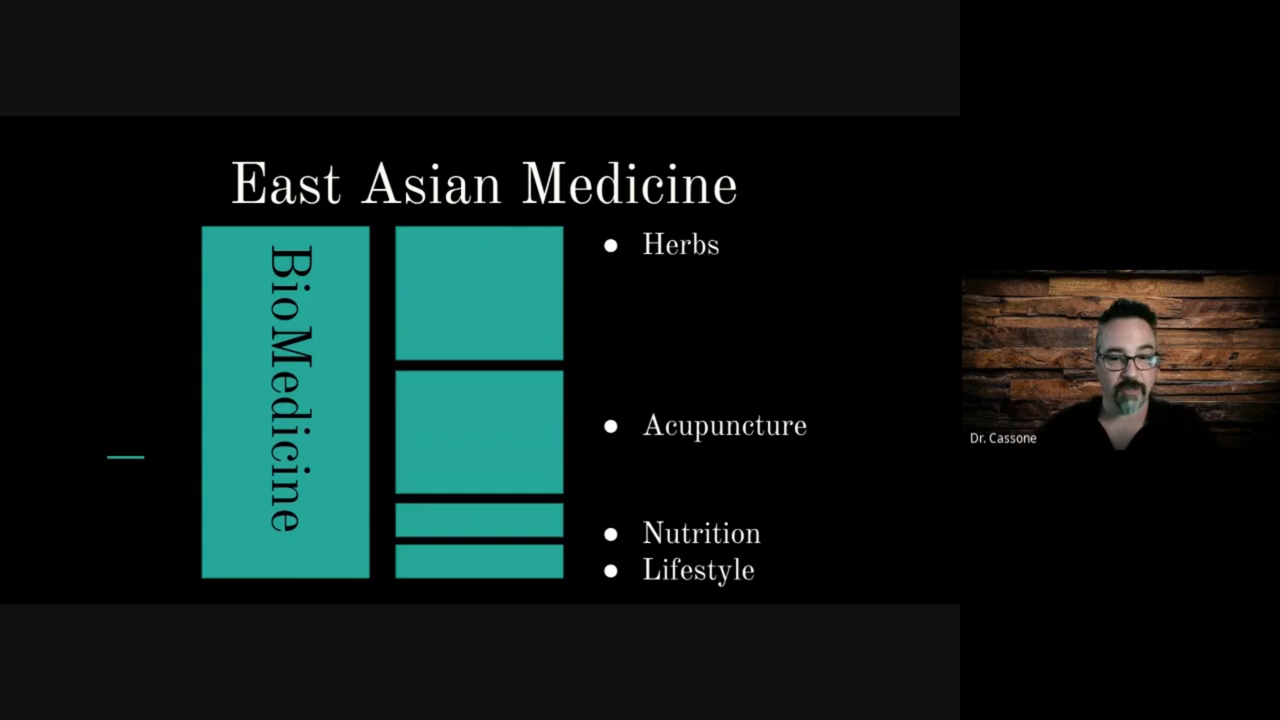 East Asian Medicine
BioMedicine
● Herbs
● Acupuncture
● Nutrition
● Lifestyle
Dr. Cassone